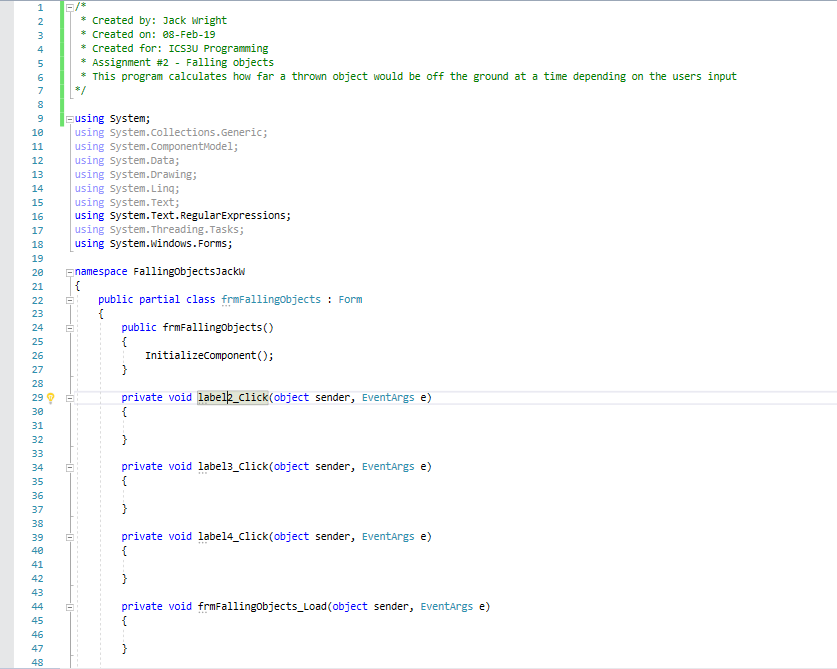 1 /*
2  * Created by: Jack Wright
3  * Created on: 08-Feb-19
4  * Created for: ICS3U Programming
5  * Assignment #2 - Falling objects
6  * This program calculates how far a thrown object would be off the ground at a time depending on the users input
7 */
8
9 using System;
10 using System.Collections.Generic;
11 using System.ComponentModel;
12 using System.Data;
13 using System.Drawing;
14 using System.Linq;
15 using System.Text;
16 using System.Text.RegularExpressions;
17 using System.Threading.Tasks;
18 using System.Windows.Forms;
19
20 namespace FallingObjectsJackW
21 {
22     public partial class frmFallingObjects : Form
23     {
24         public frmFallingObjects()
25         {
26             InitializeComponent();
27         }
28
29         private void label2_Click(object sender, EventArgs e)
30         {
31
32         }
33
34         private void label3_Click(object sender, EventArgs e)
35         {
36
37         }
38
39         private void label4_Click(object sender, EventArgs e)
40         {
41
42         }
43
44         private void frmFallingObjects_Load(object sender, EventArgs e)
45         {
46
47         }
48